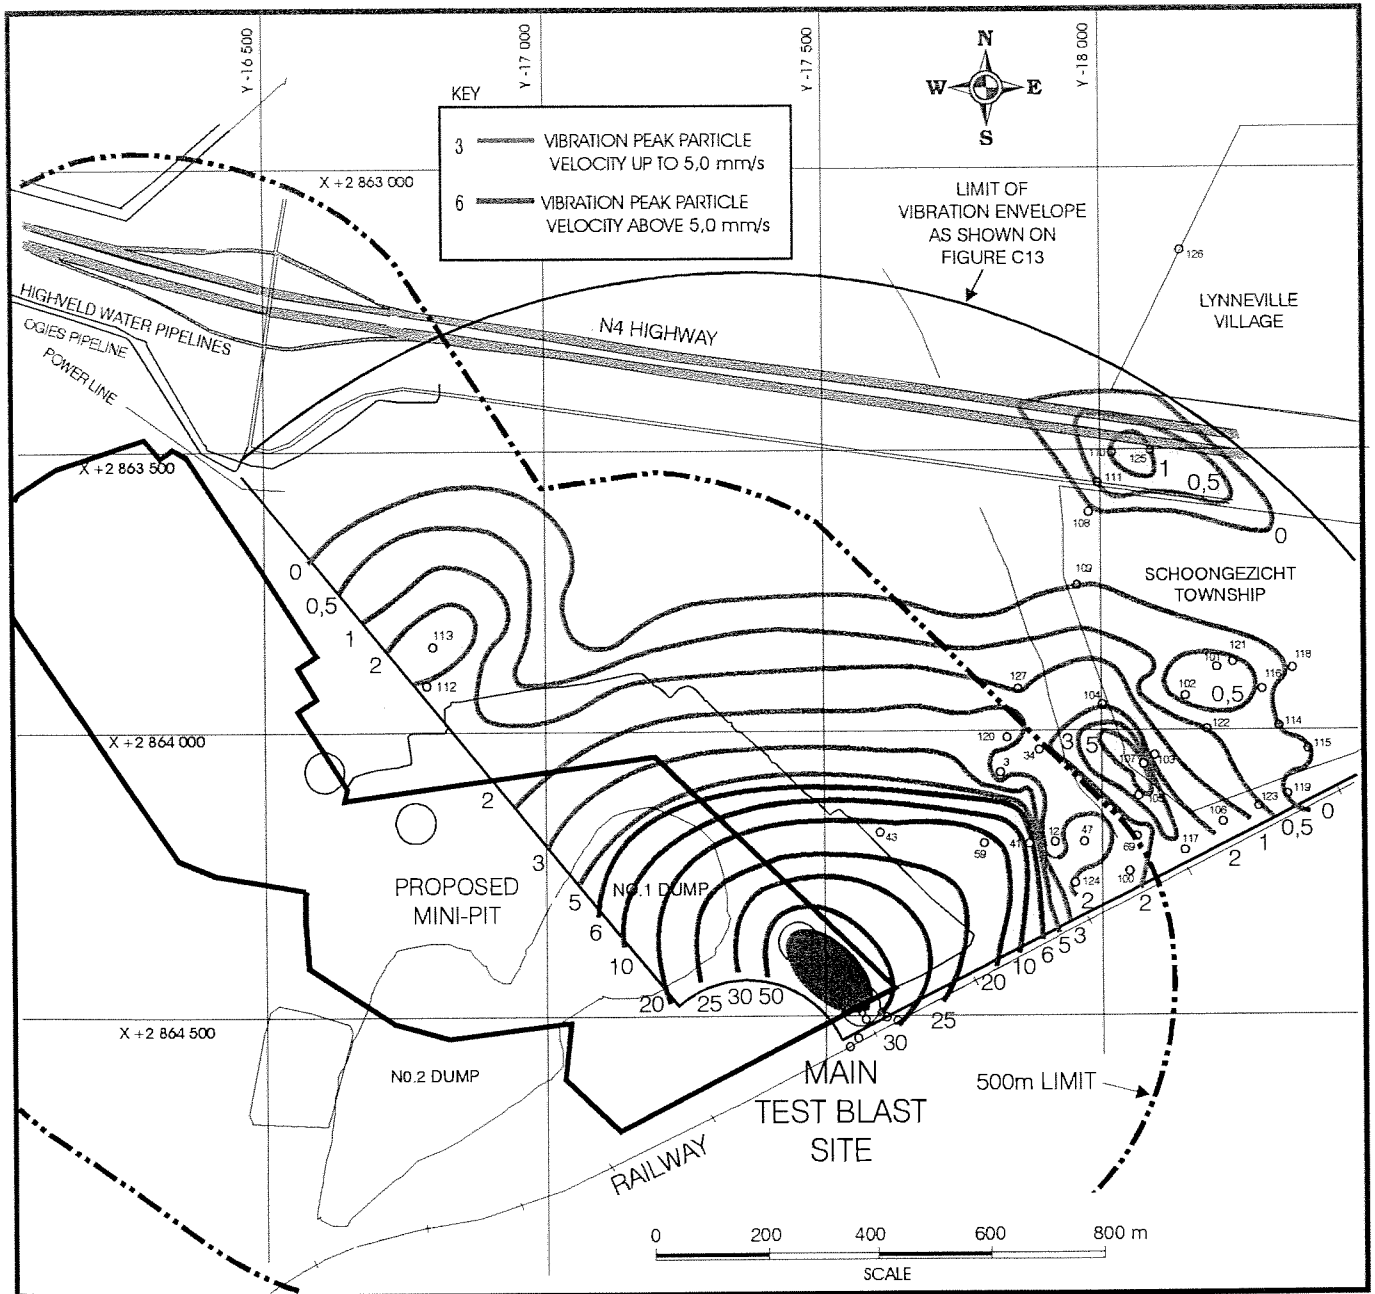 Y -16 500
Y -17 000
Y -17 500
Y -18 000
N
W
E
S
KEY
3 VIBRATION PEAK PARTICLE
VELOCITY UP TO 5,0 mm/s
6 VIBRATION PEAK PARTICLE
VELOCITY ABOVE 5,0 mm/s
X +2 863 000
LIMIT OF
VIBRATION ENVELOPE
AS SHOWN ON
FIGURE C13
126
LYNNEVILLE
VILLAGE
HIGHVELD WATER PIPELINES
OGIES PIPELINE
POWER LINE
N4 HIGHWAY
X +2 863 500
110
125
1
0,5
111
108
0
109
SCHOONGEZICHT
TOWNSHIP
0
0,5
1
2
113
112
127
101
121
118
116
102
0,5
104
122
114
115
X +2 864 000
120
34
3
5
107
103
3
105
119
123
106
0
0,5
1
2
117
2
3
5
6
10
20
25
30
50
43
59
41
47
69
100
124
2
2
3
5
6
10
20
25
30
PROPOSED
MINI-PIT
NO.1 DUMP
X +2 864 500
NO.2 DUMP
MAIN
TEST BLAST
SITE
500m LIMIT
RAILWAY
0 200 400 600 800 m
SCALE